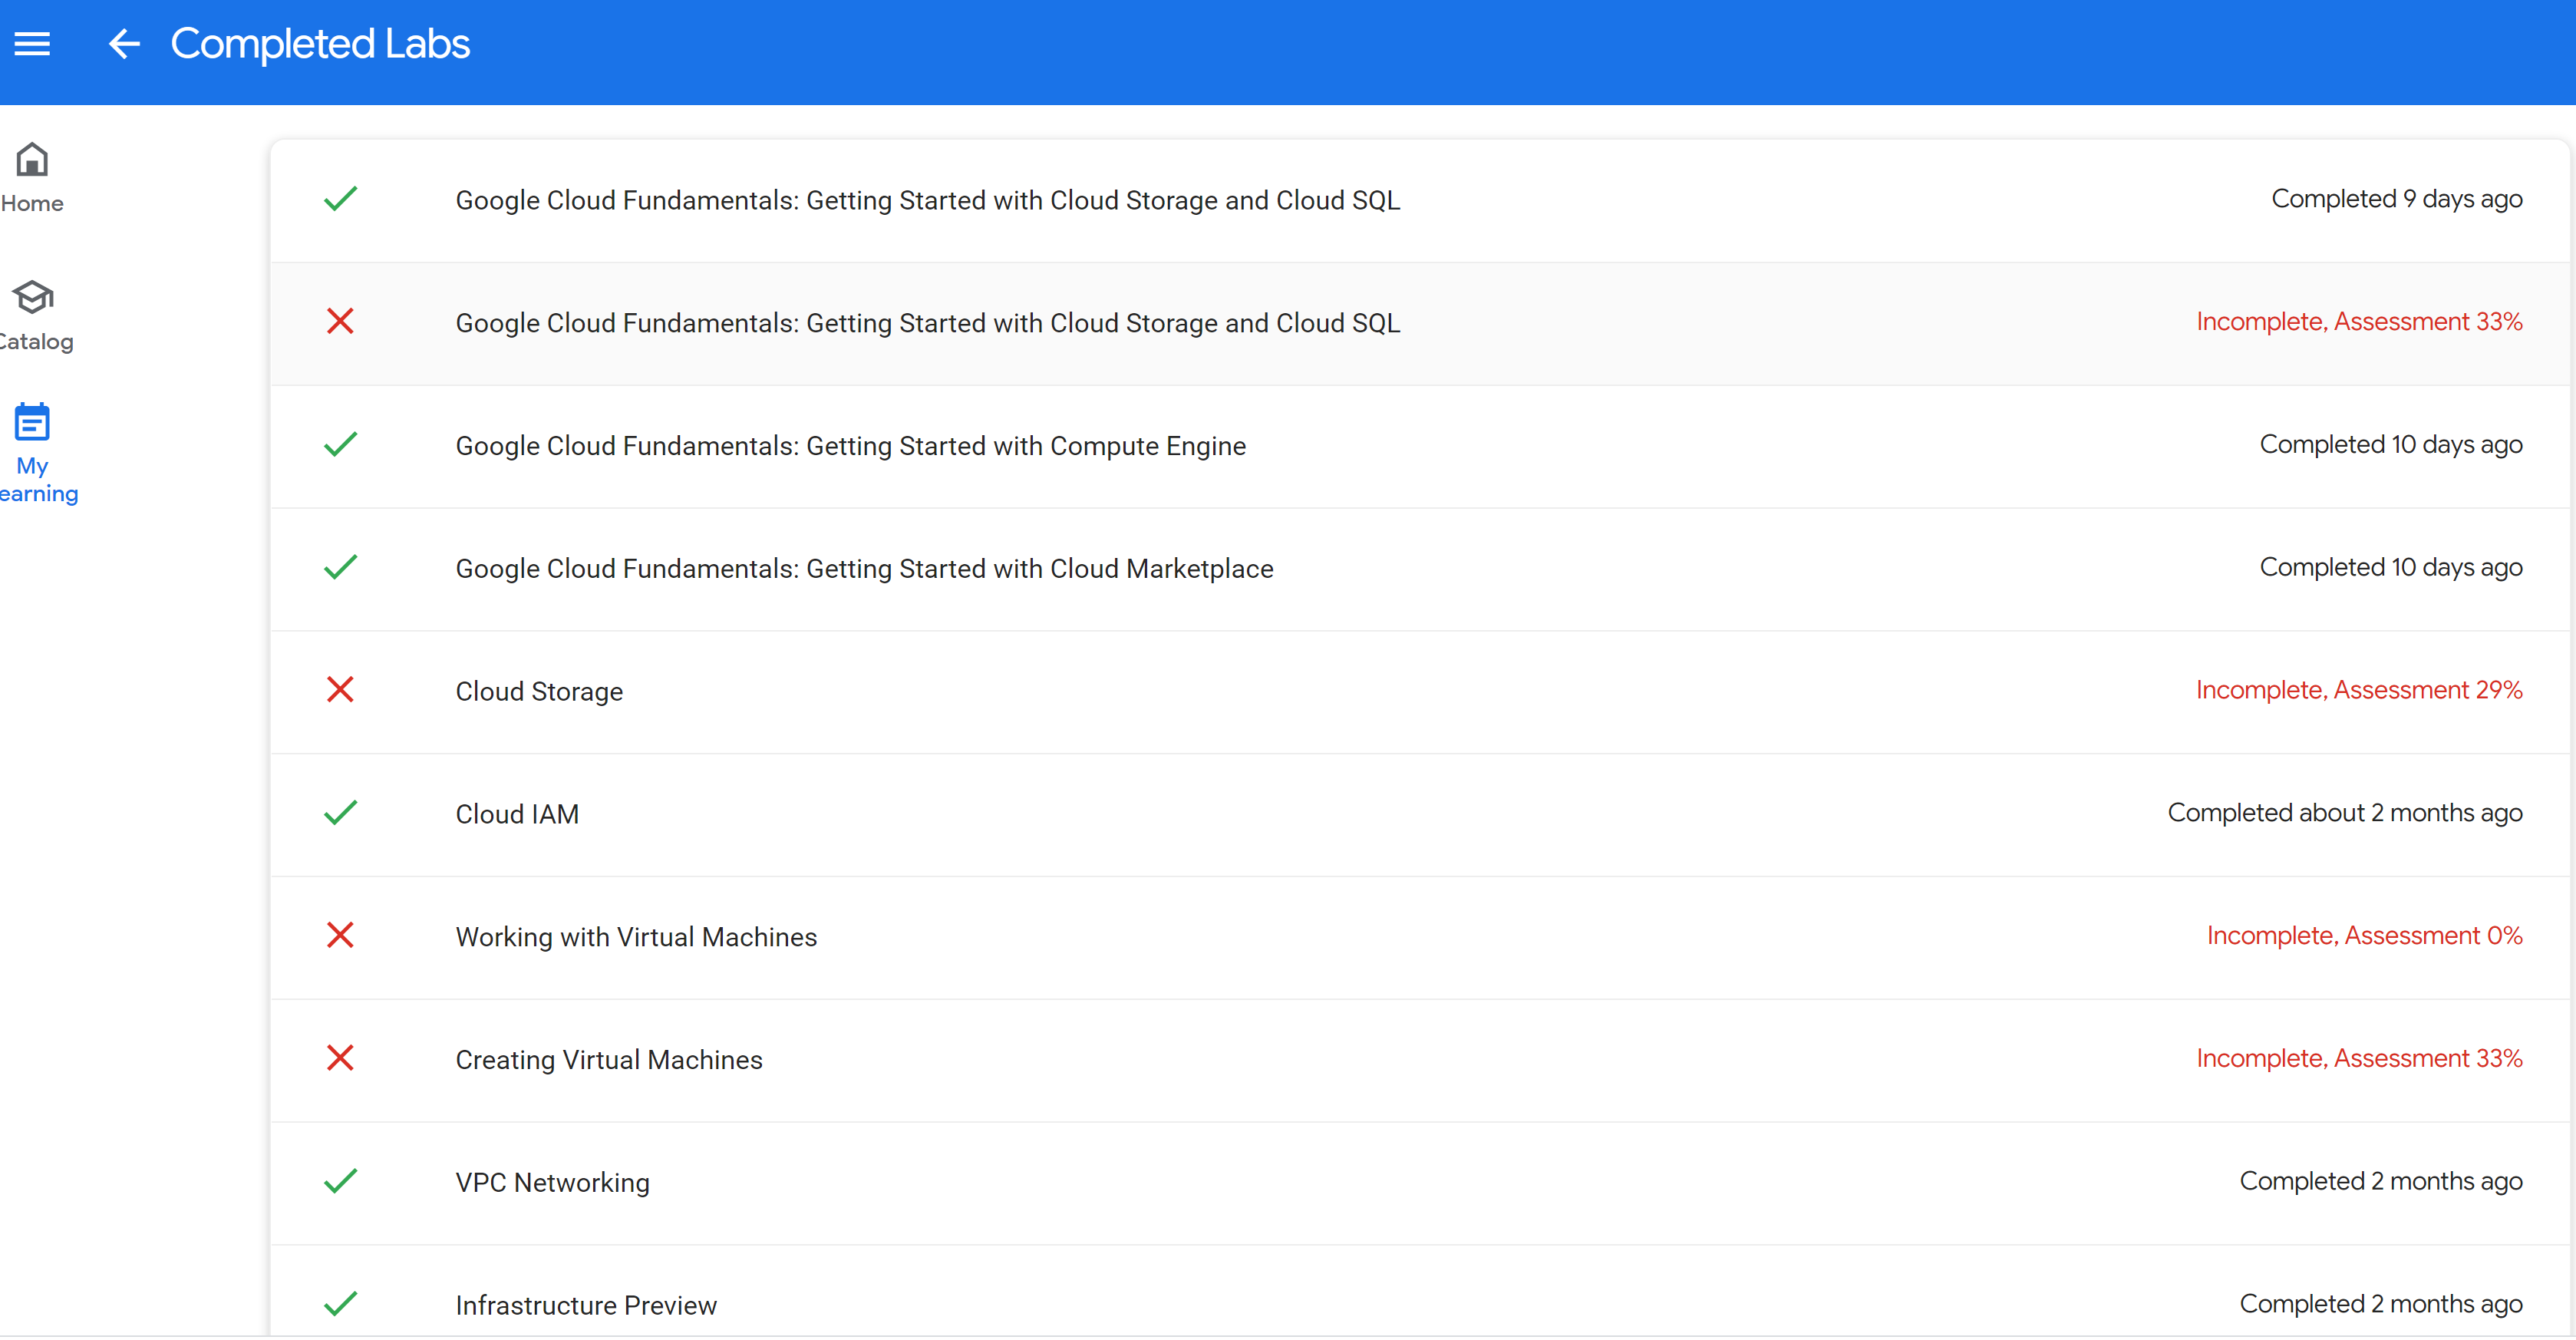 Completed Labs
Home
Catalog
My
earning
Google Cloud Fundamentals: Getting Started with Cloud Storage and Cloud SQL
Completed 9 days ago
Google Cloud Fundamentals: Getting Started with Cloud Storage and Cloud SQL
Incomplete, Assessment 33%
Google Cloud Fundamentals: Getting Started with Compute Engine
Completed 10 days ago
Google Cloud Fundamentals: Getting Started with Cloud Marketplace
Completed 10 days ago
Cloud Storage
Incomplete, Assessment 29%
Cloud IAM
Completed about 2 months ago
Working with Virtual Machines
Incomplete, Assessment 0%
Creating Virtual Machines
Incomplete, Assessment 33%
VPC Networking
Completed 2 months ago
Infrastructure Preview
Completed 2 months ago